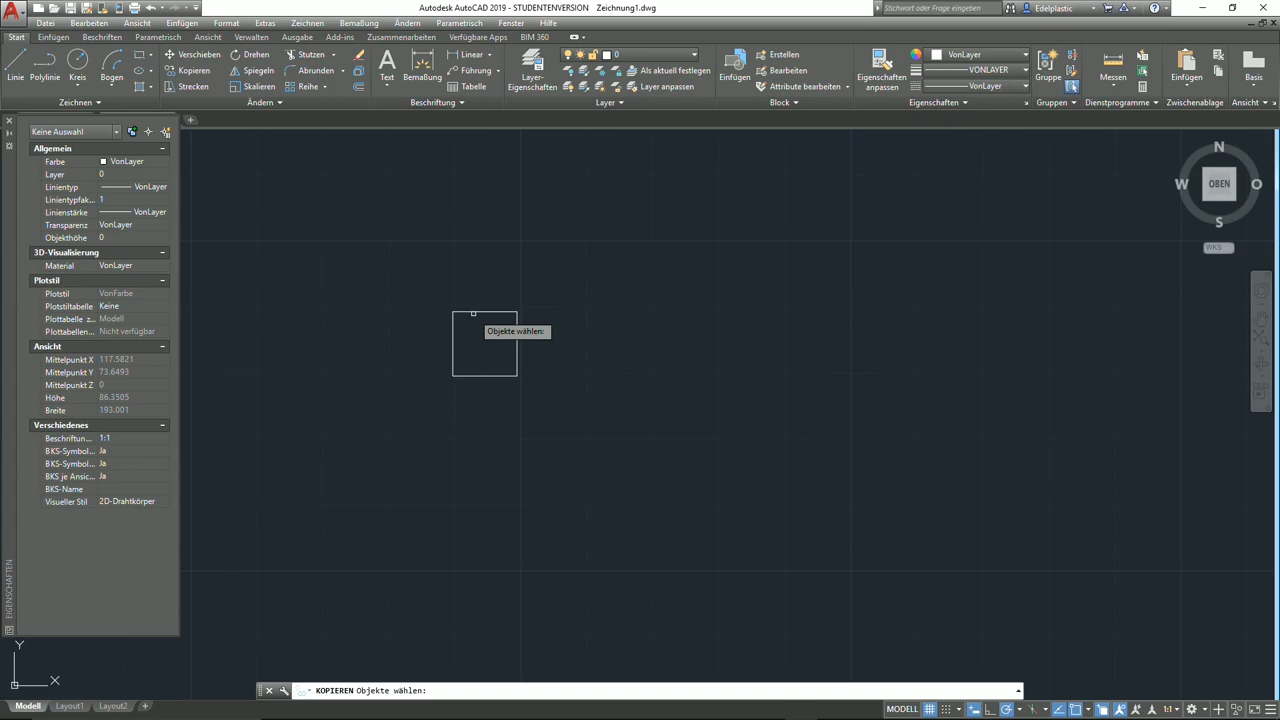 Autodesk AutoCAD 2019 - STUDENTENVERSION Zeichnung1.dwg
Stichwort oder Frage eingeben
Edelplastic
Datei Bearbeiten Ansicht Einfügen Format Extras Zeichnen Bemaßung Ändern Parametrisch Fenster Hilfe
Start Einfügen Beschriften Parametrisch Ansicht Verwalten Ausgabe Add-ins Zusammenarbeiten Verfügbare Apps BIM 360
Linie Polylinie Kreis Bogen
Verschieben Drehen Stutzen
Kopieren Spiegeln Abrunden
Strecken Skalieren Reihe
Text Bemaßung
Linear
Führung
Tabelle
Layer-
Eigenschaften
0
Als aktuell festlegen
Layer anpassen
Einfügen
Erstellen
Bearbeiten
Attribute bearbeiten
Eigenschaften
anpassen
VonLayer
VONLAYER
VonLayer
Gruppe
Messen
Einfügen
Basis
Zeichnen Ändern Beschriftung Layer Block Eigenschaften Gruppen Dienstprogramme Zwischenablage Ansicht
Keine Auswahl
Allgemein
Farbe VonLayer
Layer 0
Linientyp VonLayer
Linientypfak... 1
Linienstärke VonLayer
Transparenz VonLayer
Objekthöhe 0
3D-Visualisierung
Material VonLayer
Plotstil
Plotstil VonFarbe
Plotstiltabelle Keine
Plottabelle z... Modell
Plottabellen... Nicht verfügbar
Ansicht
Mittelpunkt X 117.5821
Mittelpunkt Y 73.6493
Mittelpunkt Z 0
Höhe 86.3505
Breite 193.001
Verschiedenes
Beschriftun... 1:1
BKS-Symbol... Ja
BKS-Symbol... Ja
BKS je Ansic... Ja
BKS-Name
Visueller Stil 2D-Drahtkörper
EIGENSCHAFTEN
N
W OBEN O
S
WKS
Objekte wählen:
Y
X
KOPIEREN Objekte wählen:
Modell Layout1 Layout2 +
MODELL
1:1